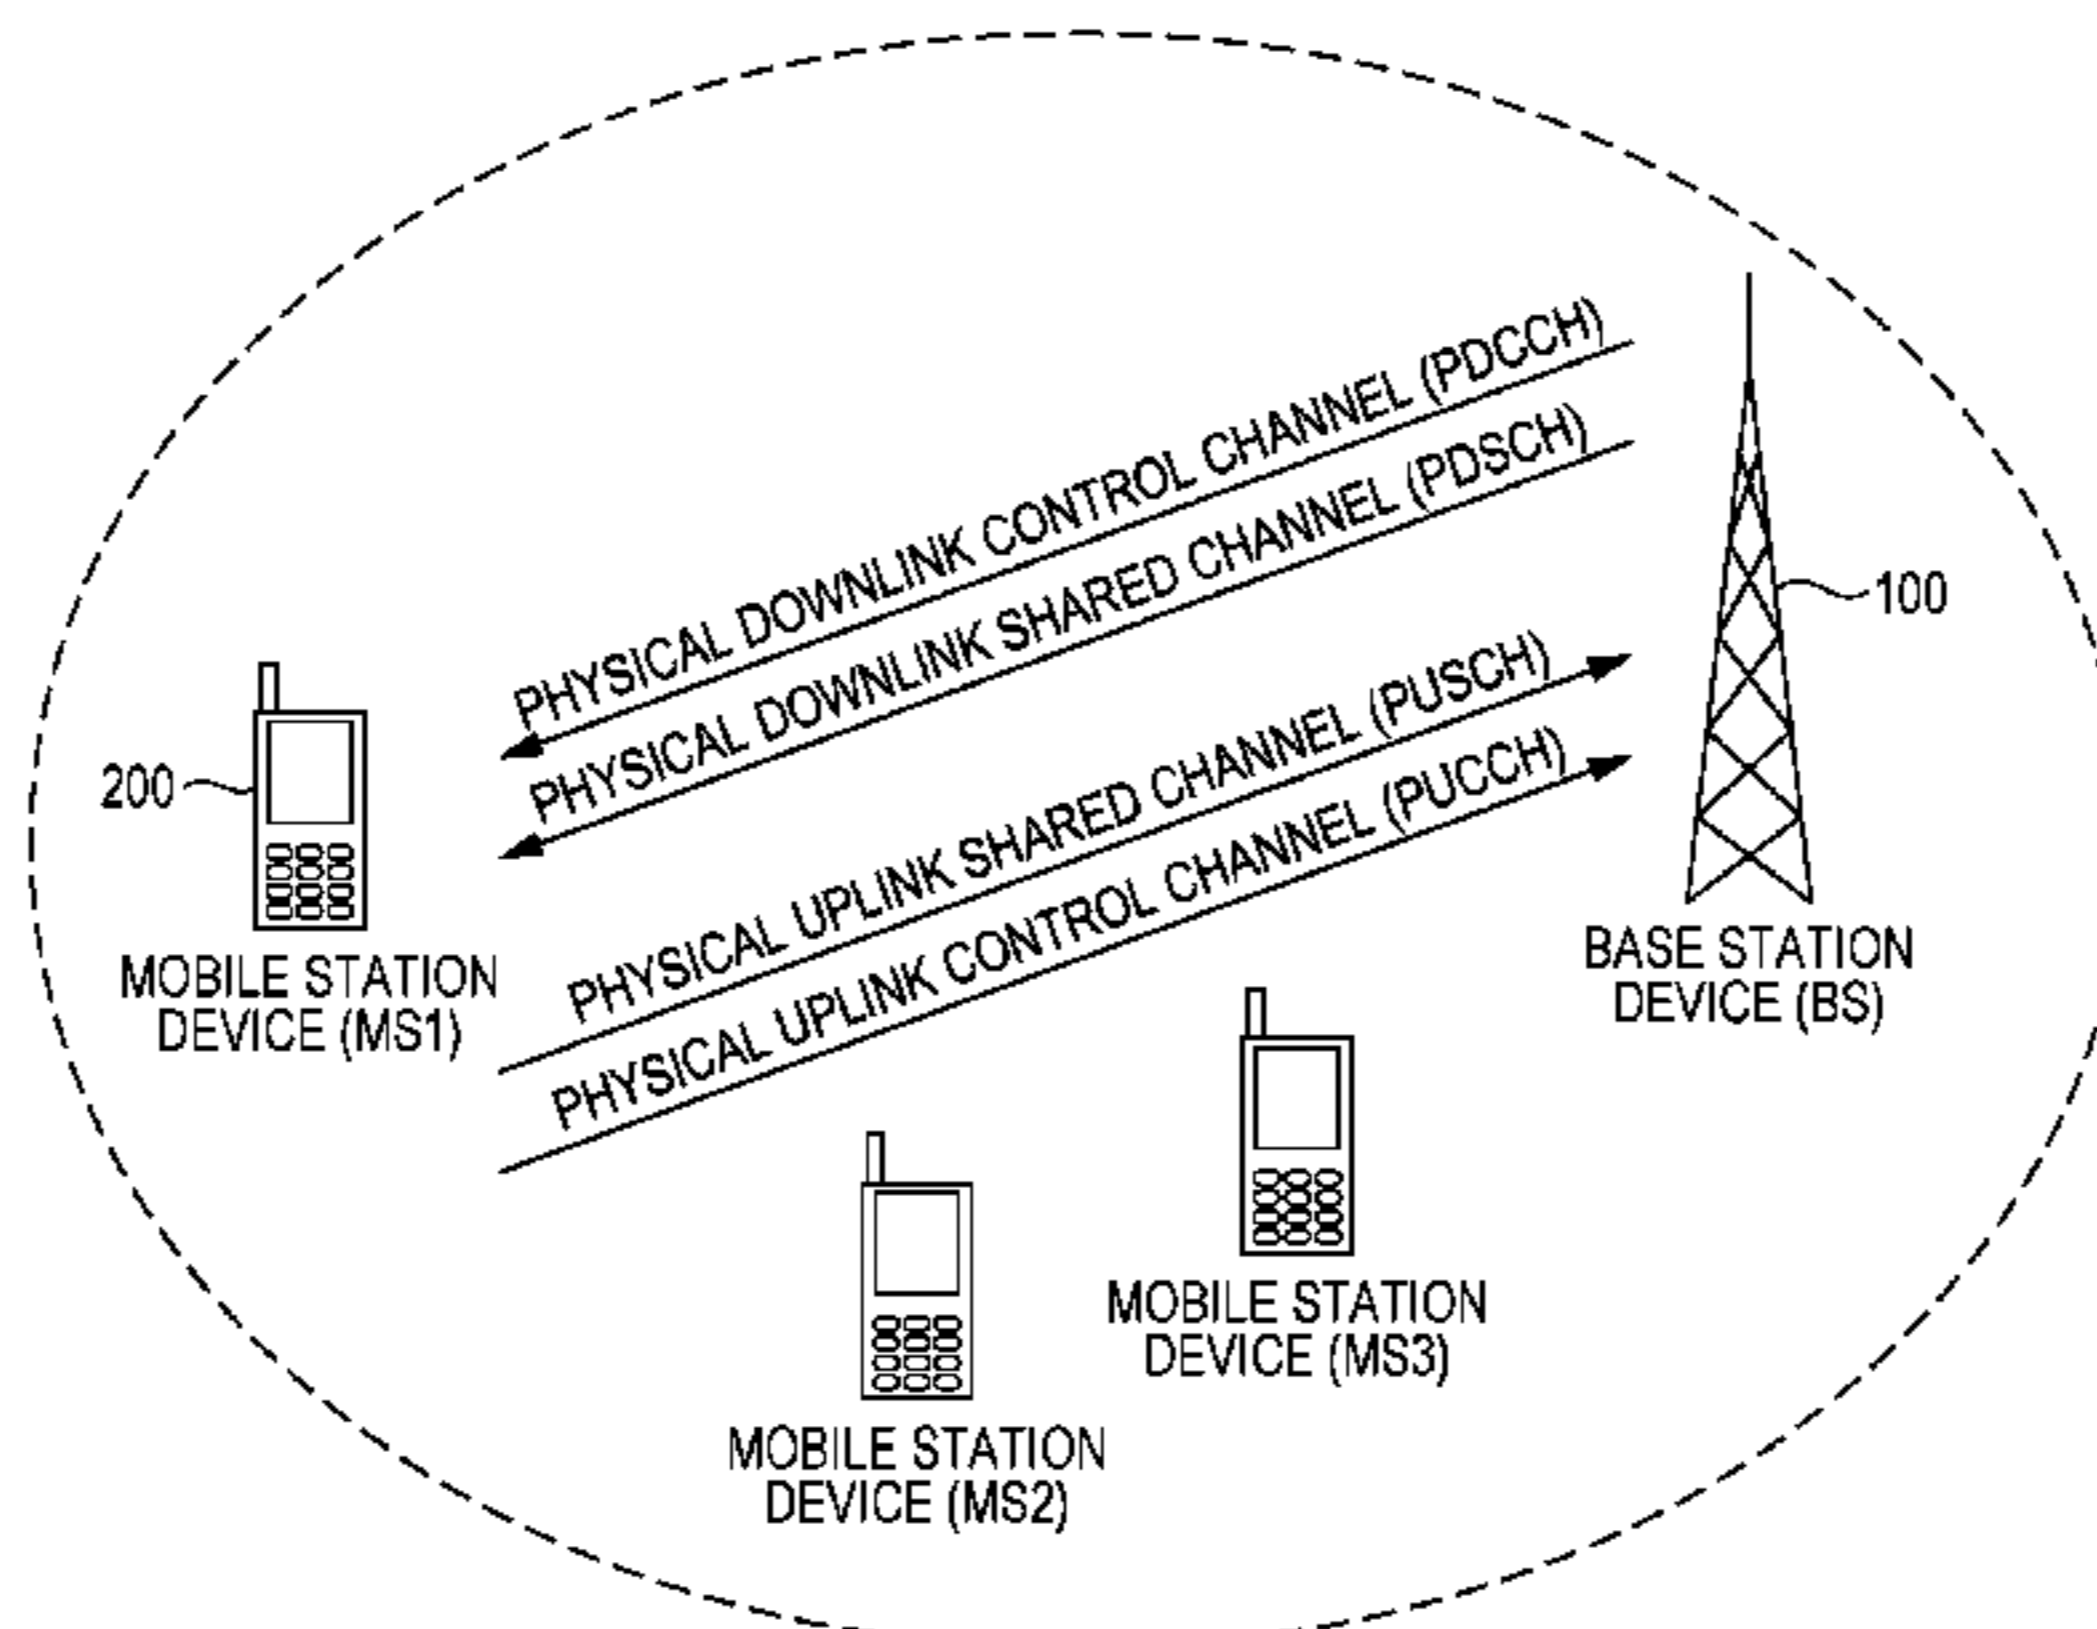 PHYSICAL DOWNLINK CONTROL CHANNEL (PDCCH)
PHYSICAL DOWNLINK SHARED CHANNEL (PDSCH)
100
PHYSICAL UPLINK SHARED CHANNEL (PUSCH)
PHYSICAL UPLINK CONTROL CHANNEL (PUCCH)
200
MOBILE STATION
DEVICE (MS1)
BASE STATION
DEVICE (BS)
MOBILE STATION
DEVICE (MS3)
MOBILE STATION
DEVICE (MS2)